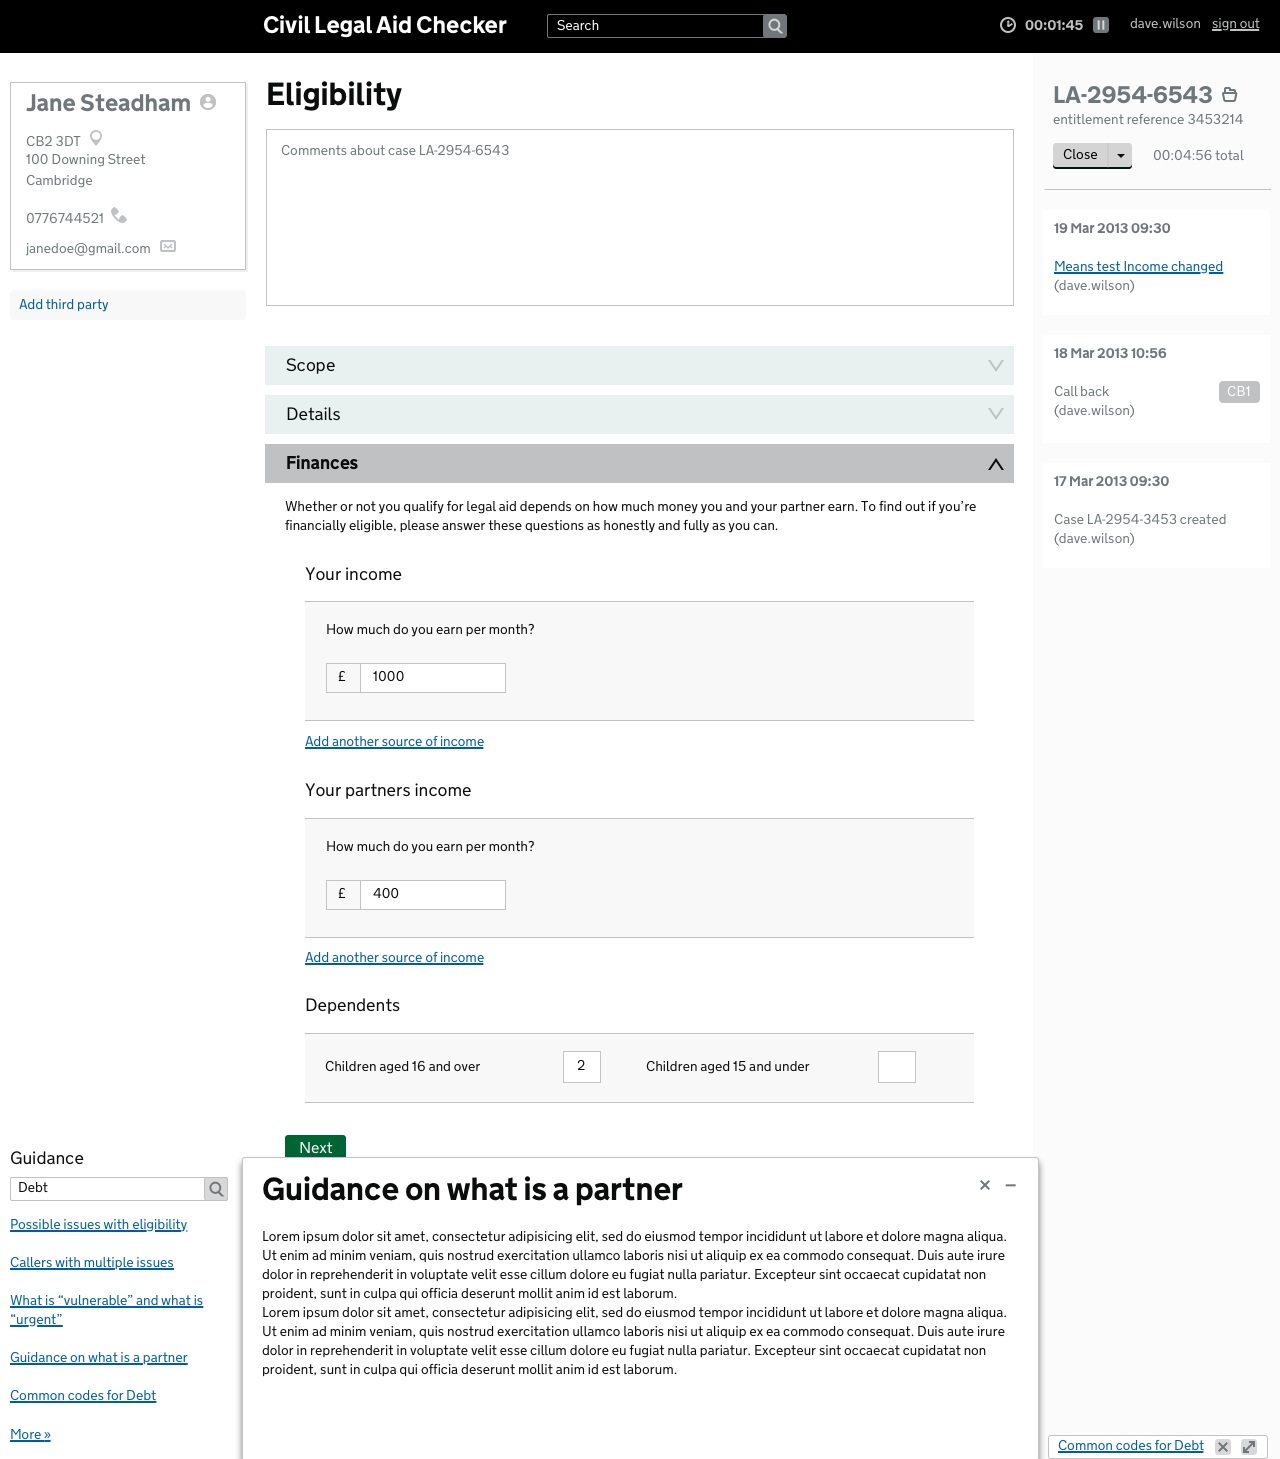 Civil Legal Aid Checker
Search
00:01:45
dave.wilson sign out
Jane Steadham
CB2 3DT
100 Downing Street
Cambridge
0776744521
janedoe@gmail.com
Add third party
Eligibility
Comments about case LA-2954-6543
Scope
Details
Finances
Whether or not you qualify for legal aid depends on how much money you and your partner earn. To find out if you’re
financially eligible, please answer these questions as honestly and fully as you can.
Your income
How much do you earn per month?
£ 1000
Add another source of income
Your partners income
How much do you earn per month?
£ 400
Add another source of income
Dependents
Children aged 16 and over 2 Children aged 15 and under
Next
LA-2954-6543
entitlement reference 3453214
Close 00:04:56 total
19 Mar 2013 09:30
Means test Income changed
(dave.wilson)
18 Mar 2013 10:56
Call back CB1
(dave.wilson)
17 Mar 2013 09:30
Case LA-2954-3453 created
(dave.wilson)
Guidance
Debt
Possible issues with eligibility
Callers with multiple issues
What is “vulnerable” and what is
“urgent”
Guidance on what is a partner
Common codes for Debt
More »
Guidance on what is a partner
Lorem ipsum dolor sit amet, consectetur adipisicing elit, sed do eiusmod tempor incididunt ut labore et dolore magna aliqua.
Ut enim ad minim veniam, quis nostrud exercitation ullamco laboris nisi ut aliquip ex ea commodo consequat. Duis aute irure
dolor in reprehenderit in voluptate velit esse cillum dolore eu fugiat nulla pariatur. Excepteur sint occaecat cupidatat non
proident, sunt in culpa qui officia deserunt mollit anim id est laborum.
Lorem ipsum dolor sit amet, consectetur adipisicing elit, sed do eiusmod tempor incididunt ut labore et dolore magna aliqua.
Ut enim ad minim veniam, quis nostrud exercitation ullamco laboris nisi ut aliquip ex ea commodo consequat. Duis aute irure
dolor in reprehenderit in voluptate velit esse cillum dolore eu fugiat nulla pariatur. Excepteur sint occaecat cupidatat non
proident, sunt in culpa qui officia deserunt mollit anim id est laborum.
Common codes for Debt